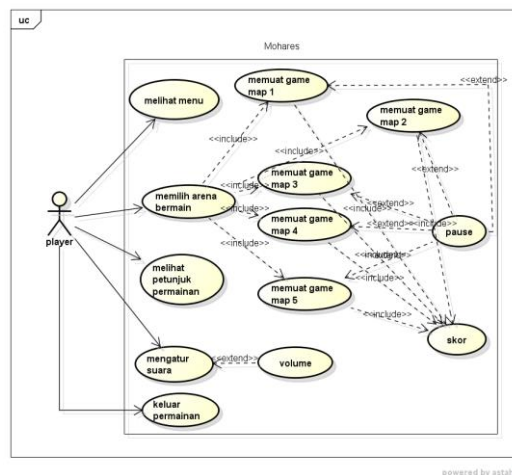 uc
Mohares
melihat menu
memuat game
map 1
<<extend>>
memuat game
map 2
<<include>>
<<include>>
<<extend>>
memuat game
map 3
<<include>>
memilih arena
bermain
<<include>>
<<extend>>
memuat game
map 4
<<extend>>
<<include>>
pause
player
<<include>>
<<include>>
melihat
petunjuk
permainan
<<include>>
memuat game
map 5
<<include>>
skor
mengatur
suara
<<extend>>
volume
keluar
permainan
powered by astah